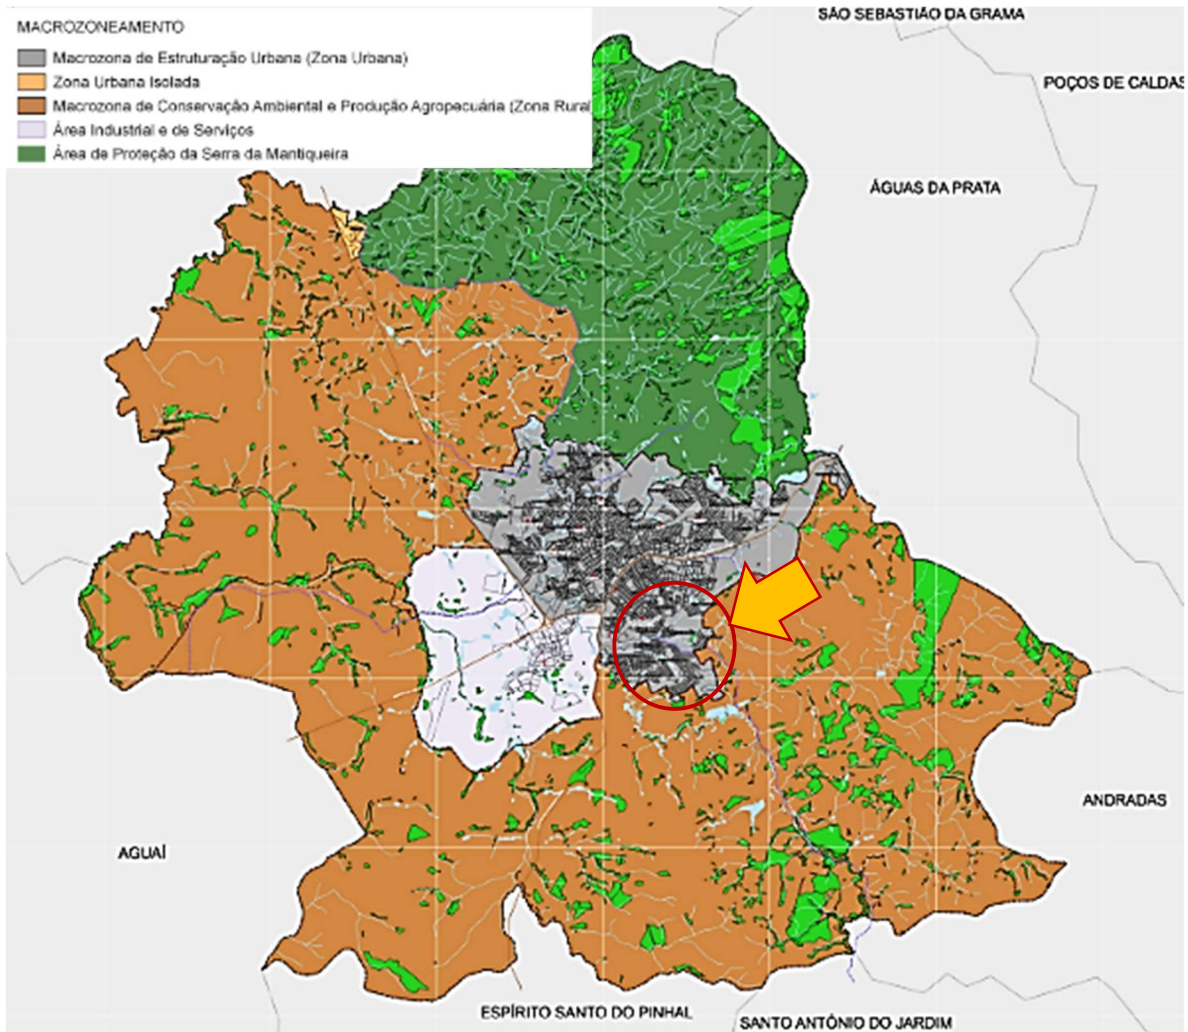 MACROZONEAMENTO
Macrozona de Estruturação Urbana (Zona Urbana)
Zona Urbana Isolada
Macrozona de Conservação Ambiental e Produção Agropecuária (Zona Rural
Área Industrial e de Serviços
Área de Proteção da Serra da Mantiqueira
SÃO SEBASTIÃO DA GRAMA
POÇOS DE CALDAS
ÁGUAS DA PRATA
ANDRADAS
AGUAÍ
ESPÍRITO SANTO DO PINHAL
SANTO ANTÔNIO DO JARDIM